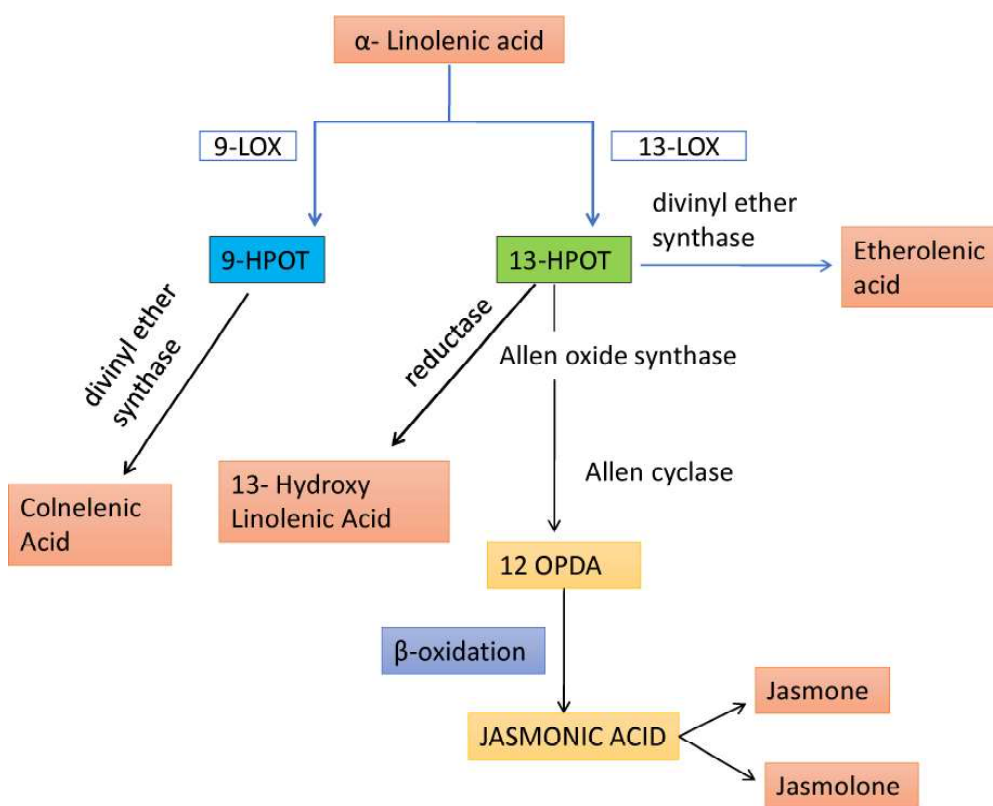 α- Linolenic acid
9-LOX
13-LOX
divinyl ether
synthase
9-HPOT
13-HPOT
Etherolenic
acid
divinyl ether
synthase
reductase
Allen oxide synthase
Allen cyclase
Colnelenic
Acid
13- Hydroxy
Linolenic Acid
12 OPDA
β-oxidation
JASMONIC ACID
Jasmone
Jasmolone